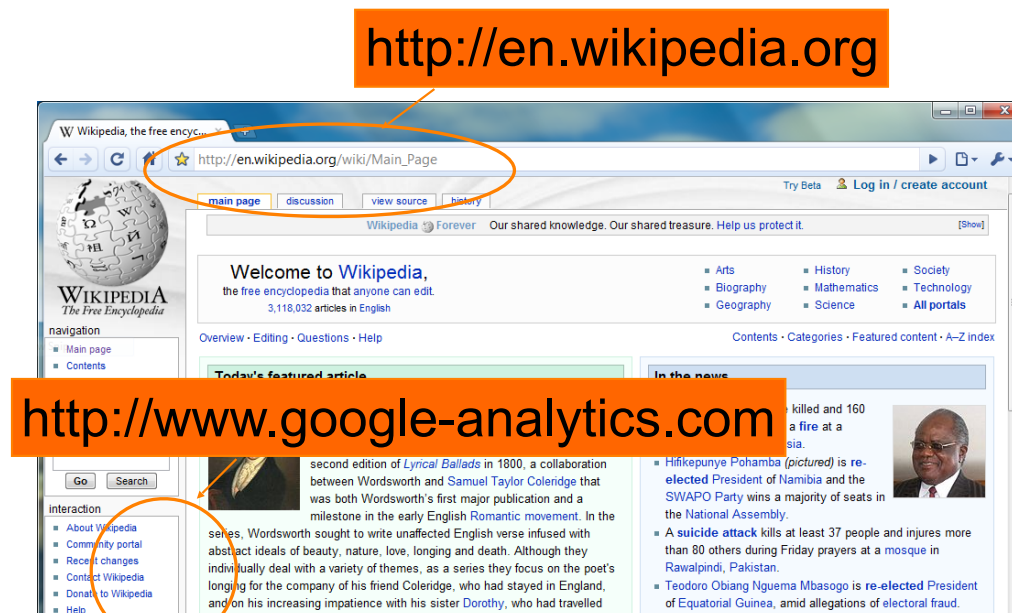 http://en.wikipedia.org
W Wikipedia, the free encyc...
http://en.wikipedia.org/wiki/Main_Page
Try Beta Log in / create account
main page discussion view source history
Wikipedia Forever Our shared knowledge. Our shared treasure. Help us protect it. [Show]
WIKIPEDIA
The Free Encyclopedia
navigation
Main page
Contents
Welcome to Wikipedia,
the free encyclopedia that anyone can edit.
3,118,032 articles in English
Arts History Society
Biography Mathematics Technology
Geography Science All portals
Overview · Editing · Questions · Help
Contents · Categories · Featured content · A–Z index
Today's featured article
In the news
http://www.google-analytics.com
Go Search
interaction
About Wikipedia
Community portal
Recent changes
Contact Wikipedia
Donate to Wikipedia
Help
second edition of Lyrical Ballads in 1800, a collaboration
between Wordsworth and Samuel Taylor Coleridge that
was both Wordsworth's first major publication and a
milestone in the early English Romantic movement. In the
series, Wordsworth sought to write unaffected English verse infused with
abstract ideals of beauty, nature, love, longing and death. Although they
individually deal with a variety of themes, as a series they focus on the poet's
longing for the company of his friend Coleridge, who had stayed in England,
and on his increasing impatience with his sister Dorothy, who had travelled
killed and 160
a fire at a
Hifikepunye Pohamba (pictured) is re-
elected President of Namibia and the
SWAPO Party wins a majority of seats in
the National Assembly.
A suicide attack kills at least 37 people
and injures more
than 80 others during Friday prayers at a mosque in
Rawalpindi, Pakistan.
Teodoro Obiang Nguema Mbasogo is re-elected President
of Equatorial Guinea, amid allegations of electoral fraud.